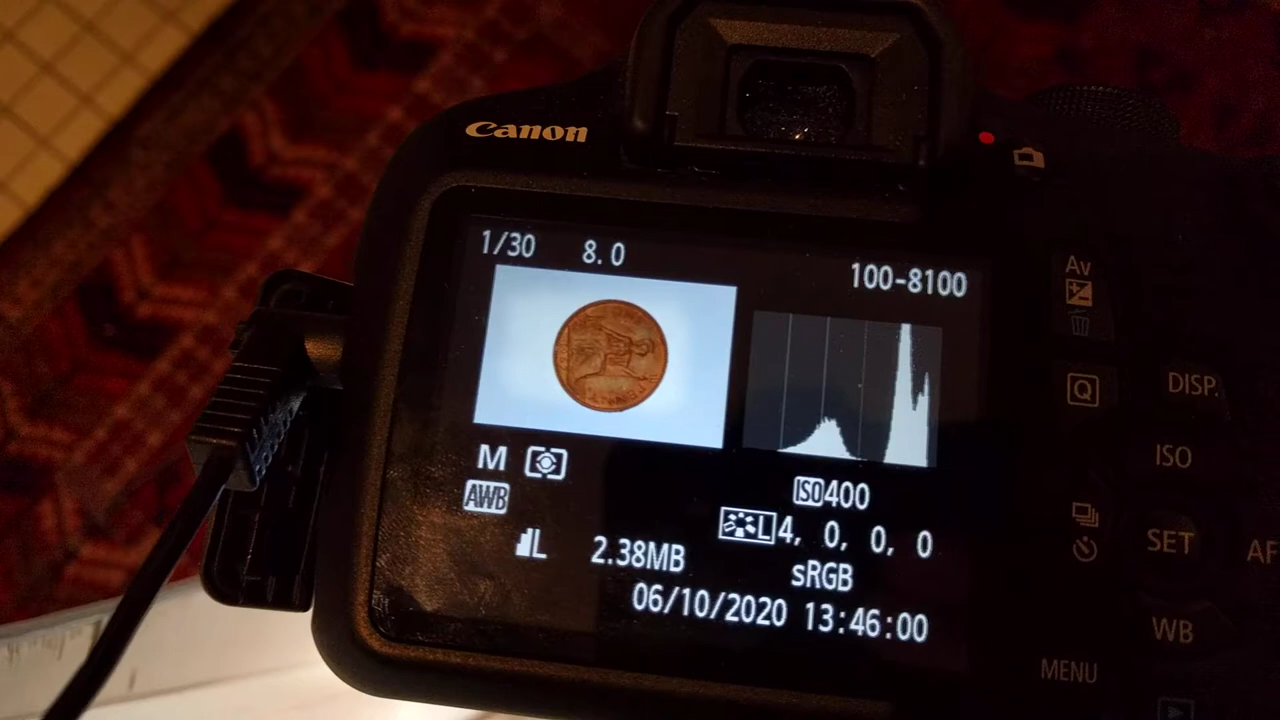 Canon
1/30 8.0 100-8100
M
AWB
ISO400
L 4, 0, 0, 0
L 2.38MB sRGB
06/10/2020 13:46:00
Av
Q
DISP.
ISO
SET
AF
WB
MENU